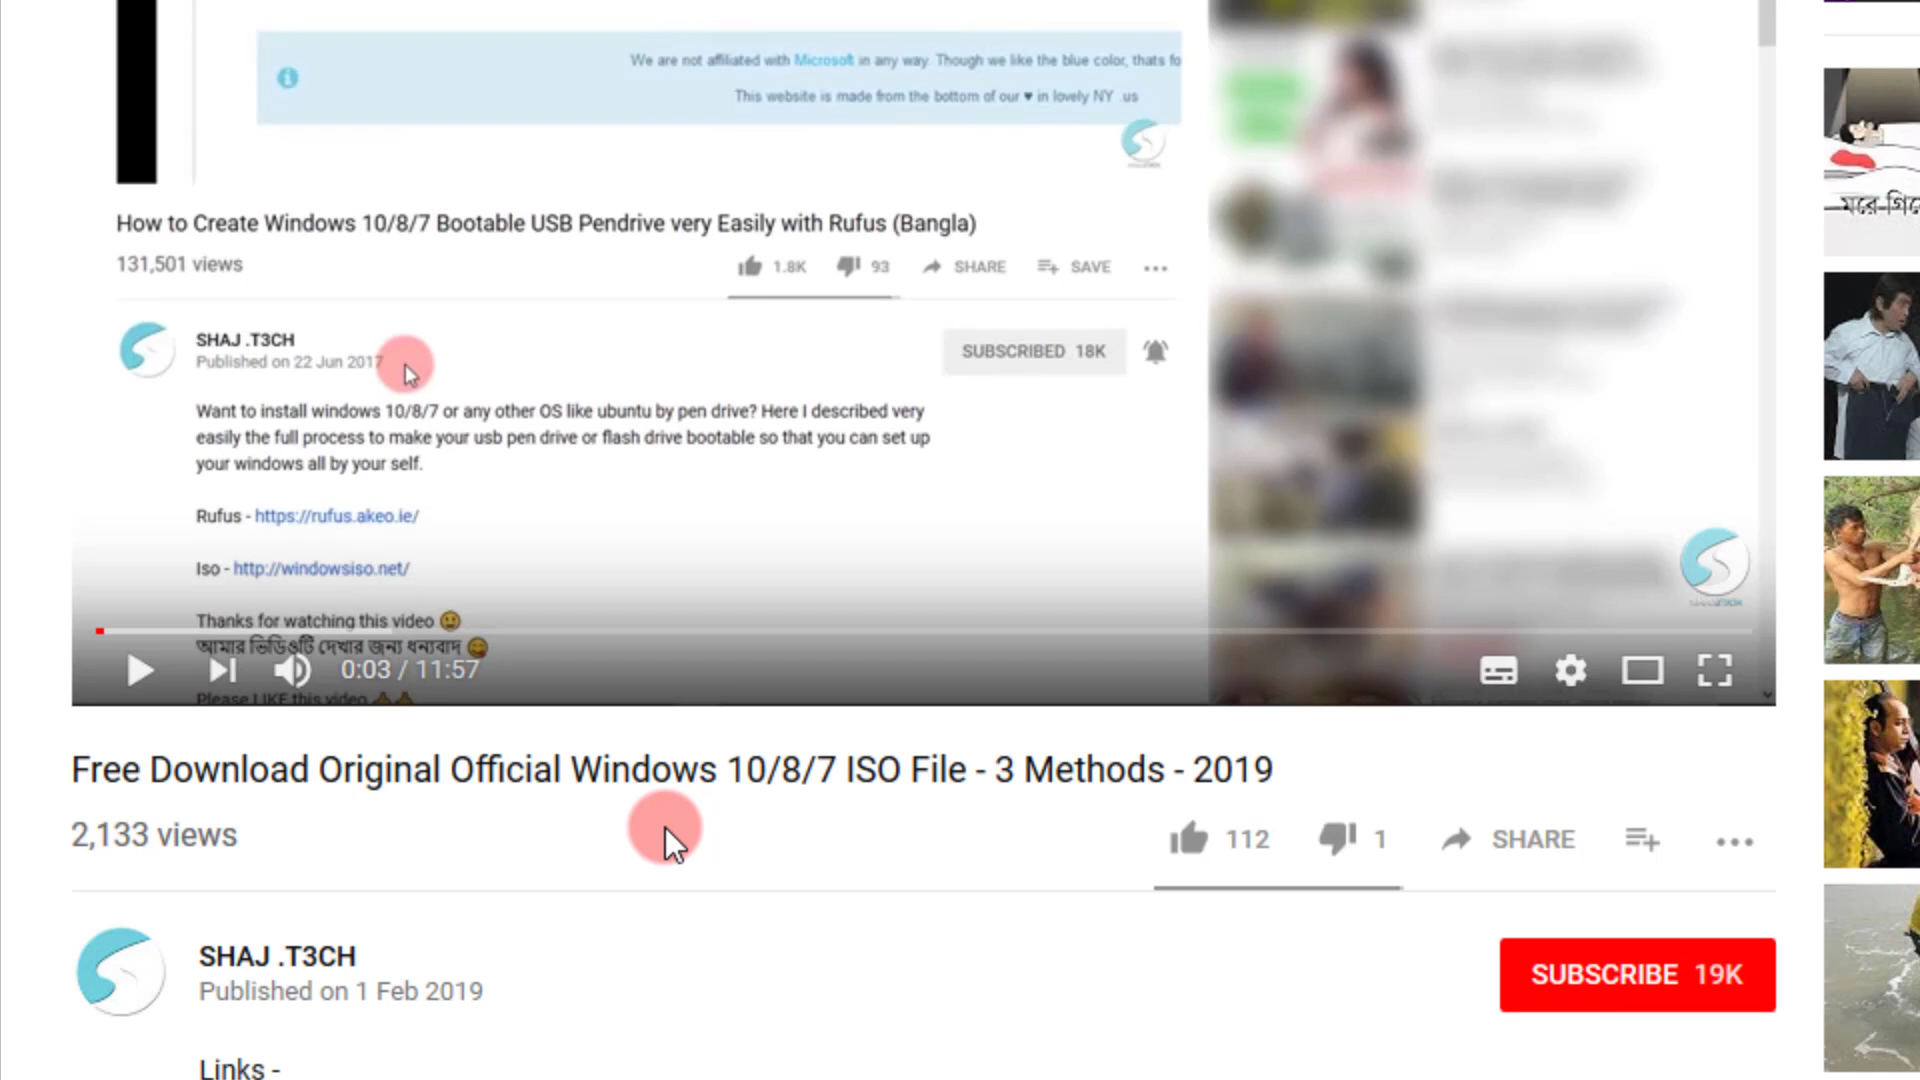 We are not affiliated with Microsoft in any way. Though we like the blue color, thats fo
This website is made from the bottom of our ♥ in lovely NY .us
How to Create Windows 10/8/7 Bootable USB Pendrive very Easily with Rufus (Bangla)
131,501 views
1.8K 93 SHARE SAVE
SHAJ .T3CH
Published on 22 Jun 2017
SUBSCRIBED 18K
Want to install windows 10/8/7 or any other OS like ubuntu by pen drive? Here I described very
easily the full process to make your usb pen drive or flash drive bootable so that you can set up
your windows all by your self.
Rufus - https://rufus.akeo.ie/
Iso - http://windowsiso.net/
Thanks for watching this video
আমার ভিডিওটি দেখার জন্য ধন্যবাদ
0:03 / 11:57
Please LIKE this video
Free Download Original Official Windows 10/8/7 ISO File - 3 Methods - 2019
2,133 views
112 1 SHARE
SHAJ .T3CH
Published on 1 Feb 2019
SUBSCRIBE 19K
Links -